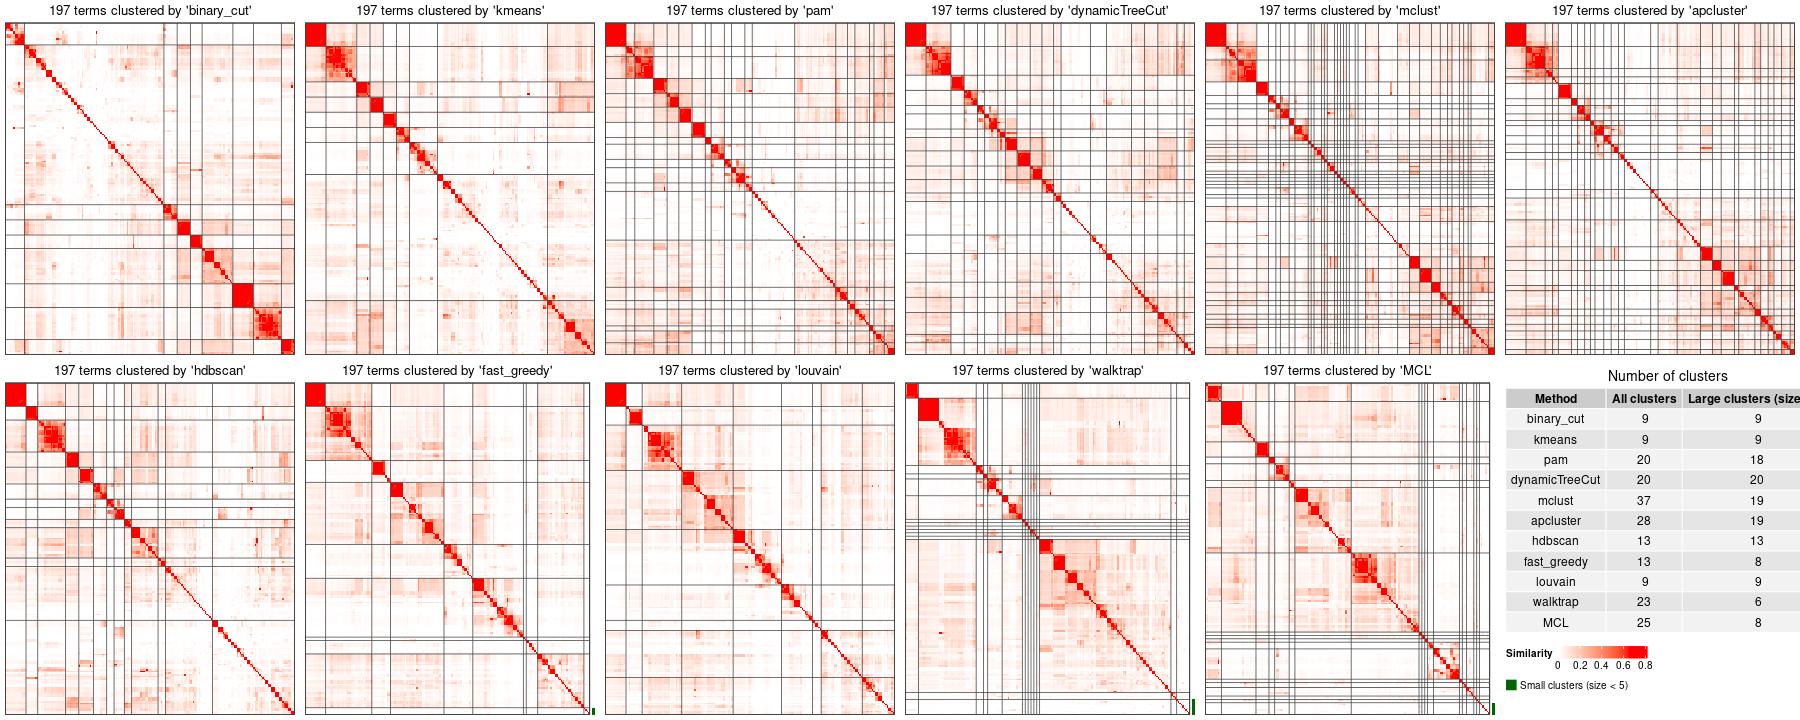 197 terms clustered by 'binary_cut'
197 terms clustered by 'kmeans'
197 terms clustered by 'pam'
197 terms clustered by 'dynamicTreeCut'
197 terms clustered by 'mclust'
197 terms clustered by 'apcluster'
197 terms clustered by 'hdbscan'
197 terms clustered by 'fast_greedy'
197 terms clustered by 'louvain'
197 terms clustered by 'walktrap'
197 terms clustered by 'MCL'
Number of clusters
Method All clusters Large clusters (size
binary_cut 9 9
kmeans 9 9
pam 20 18
dynamicTreeCut 20 20
mclust 37 19
apcluster 28 19
hdbscan 13 13
fast_greedy 13 8
louvain 9 9
walktrap 23 6
MCL 25 8
Similarity
0 0.2 0.4 0.6 0.8
Small clusters (size < 5)